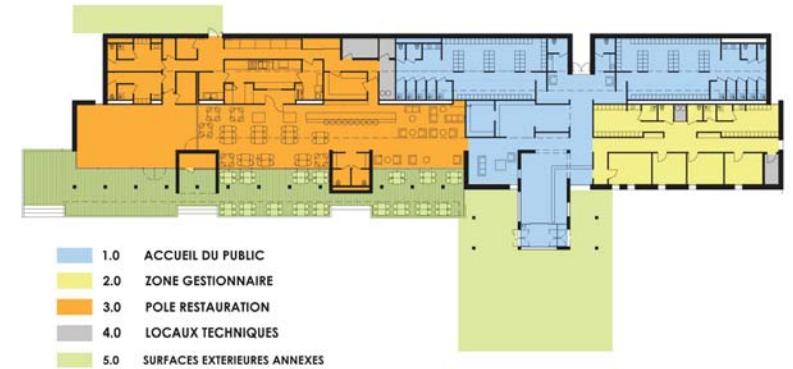 1.0 ACCUEIL DU PUBLIC
2.0 ZONE GESTIONNAIRE
3.0 POLE RESTAURATION
4.0 LOCAUX TECHNIQUES
5.0 SURFACES EXTERIEURES ANNEXES